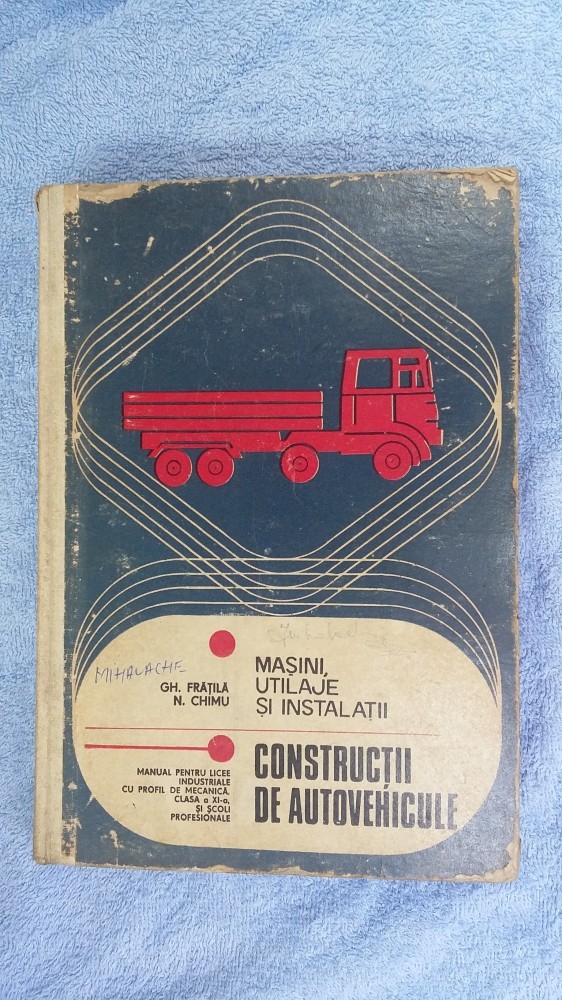 MIHALACHE
GH. FRĂȚILĂ
N. CHIMU
MAȘINI,
UTILAJE
ȘI INSTALAȚII
MANUAL PENTRU LICEE
INDUSTRIALE
CU PROFIL DE MECANICĂ,
CLASA a XI-a,
ȘI ȘCOLI
PROFESIONALE
CONSTRUCȚII
DE AUTOVEHICULE